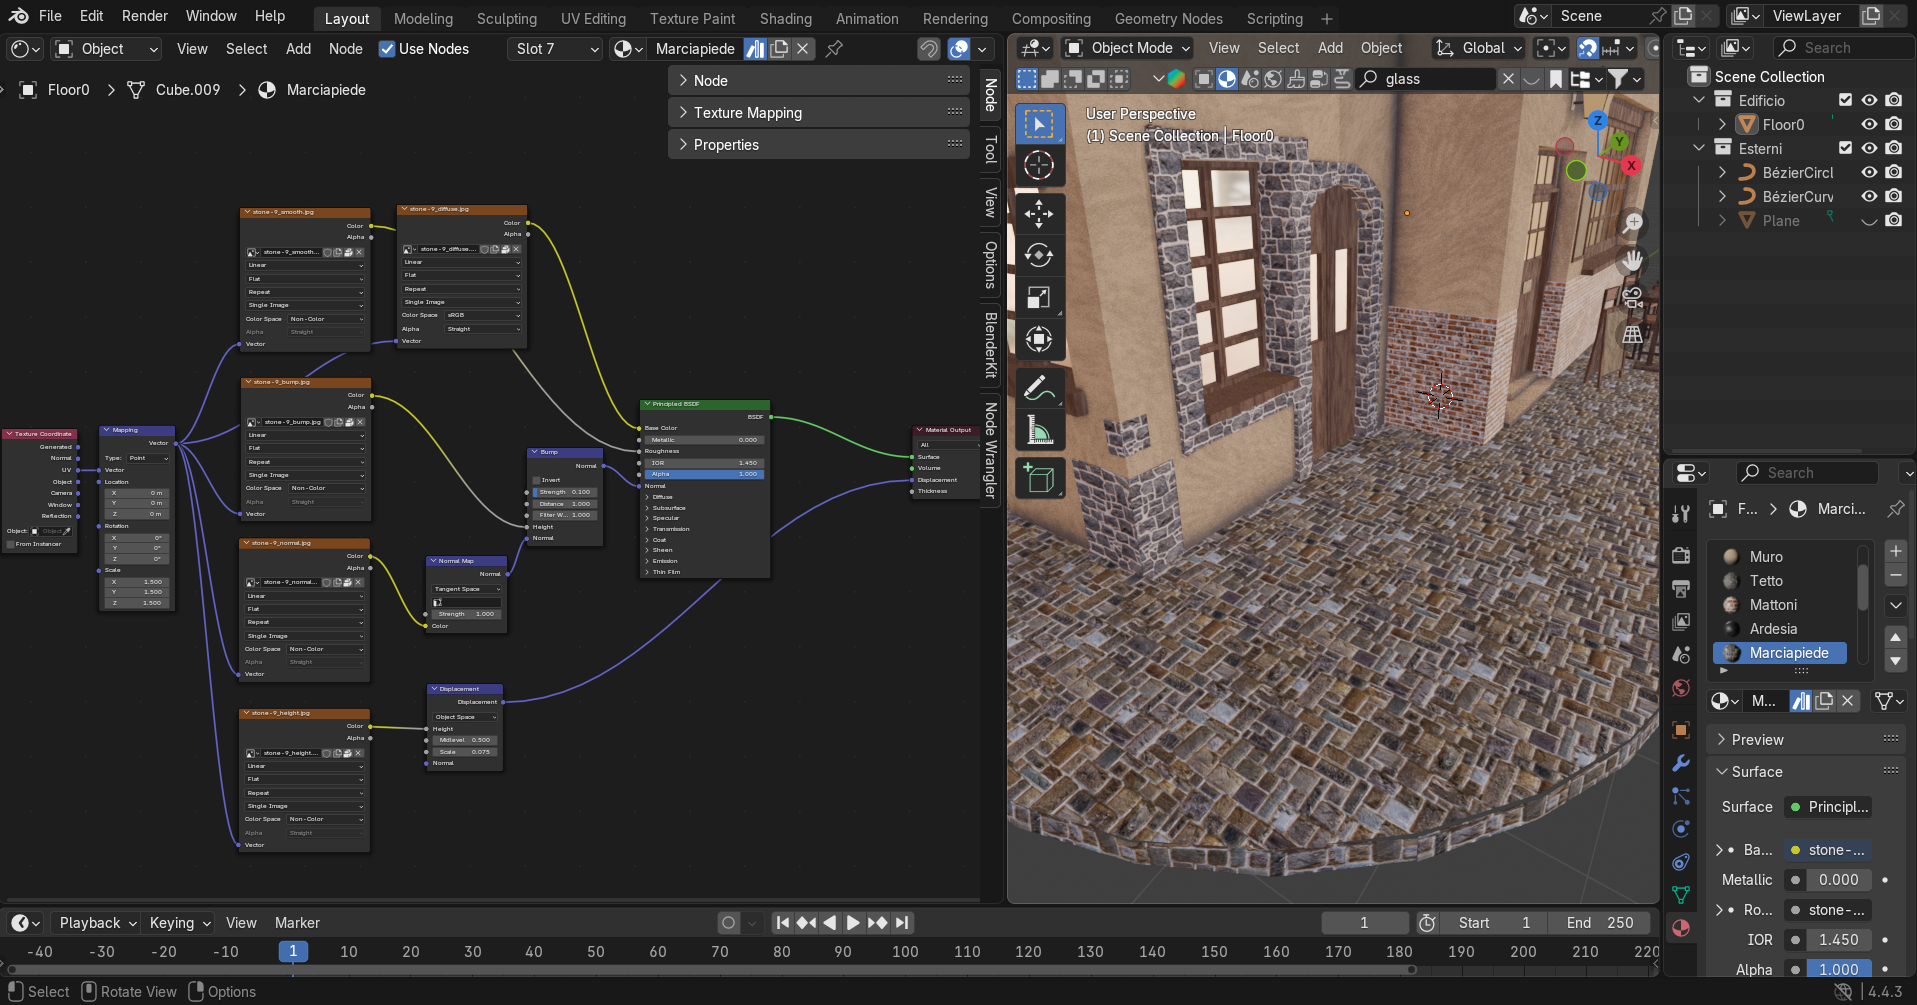 File Edit Render Window Help Layout Modeling Sculpting UV Editing Texture Paint Shading Animation Rendering Compositing Geometry Nodes Scripting + Scene ViewLayer
Object View Select Add Node Use Nodes Slot 7 Marciapiede
Floor0 > Cube.009 > Marciapiede
Node
Texture Mapping
Properties
Node
Tool
View
Options
BlenderKit
Node Wrangler
stone-9_smooth.jpg
Color
Alpha
stone-9_smooth...
Linear
Flat
Repeat
Single Image
Color Space Non-Color
Alpha Straight
Vector
stone-9_diffuse.jpg
Color
Alpha
stone-9_diffuse....
Linear
Flat
Repeat
Single Image
Color Space sRGB
Alpha Straight
Vector
stone-9_bump.jpg
Color
Alpha
stone-9_bump.jpg
Linear
Flat
Repeat
Single Image
Color Space Non-Color
Alpha Straight
Vector
Texture Coordinate
Generated
Normal
UV
Object
Camera
Window
Reflection
Object: Object
From Instancer
Mapping
Vector
Type: Point
Vector
Location
X 0 m
Y 0 m
Z 0 m
Rotation
X 0°
Y 0°
Z 0°
Scale
X 1.500
Y 1.500
Z 1.500
stone-9_normal.jpg
Color
Alpha
stone-9_normal...
Linear
Flat
Repeat
Single Image
Color Space Non-Color
Alpha Straight
Vector
stone-9_height.jpg
Color
Alpha
stone-9_height....
Linear
Flat
Repeat
Single Image
Color Space Non-Color
Alpha Straight
Vector
Normal Map
Normal
Tangent Space
Strength 1.000
Color
Displacement
Displacement
Object Space
Height
Midlevel 0.500
Scale 0.075
Normal
Bump
Normal
Invert
Strength 0.100
Distance 1.000
Filter W... 1.000
Height
Normal
Principled BSDF
BSDF
Base Color
Metallic 0.000
Roughness
IOR 1.450
Alpha 1.000
Normal
Diffuse
Subsurface
Specular
Transmission
Coat
Sheen
Emission
Thin Film
Material Output
All
Surface
Volume
Displacement
Thickness
Object Mode View Select Add Object Global
glass
User Perspective
(1) Scene Collection | Floor0
Z
Y
X
Search
Scene Collection
Edificio
Floor0
Esterni
BézierCircl
BézierCurv
Plane
Search
F... > Marci...
Muro
Tetto
Mattoni
Ardesia
Marciapiede
M...
Preview
Surface
Surface Principl...
Ba... stone-...
Metallic 0.000
Ro... stone-...
IOR 1.450
Alpha 1.000
Playback Keying View Marker 1 Start 1 End 250
-40 -30 -20 -10 1 10 20 30 40 50 60 70 80 90 100 110 120 130 140 150 160 170 180 190 200 210 220
Select Rotate View Options 4.4.3